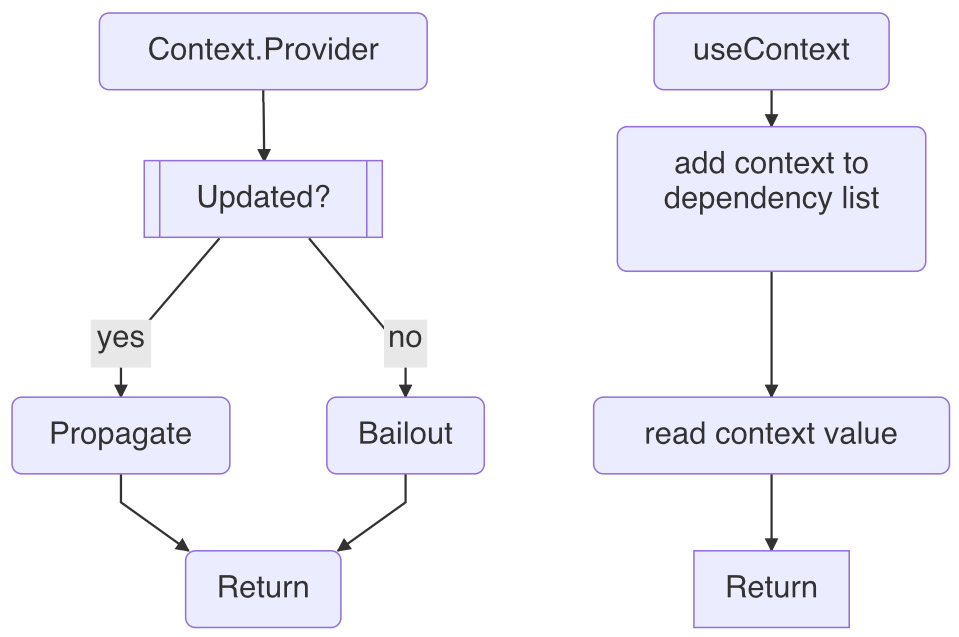 Context.Provider
Updated?
yes
no
Propagate
Bailout
Return
useContext
add context to
dependency list
read context value
Return